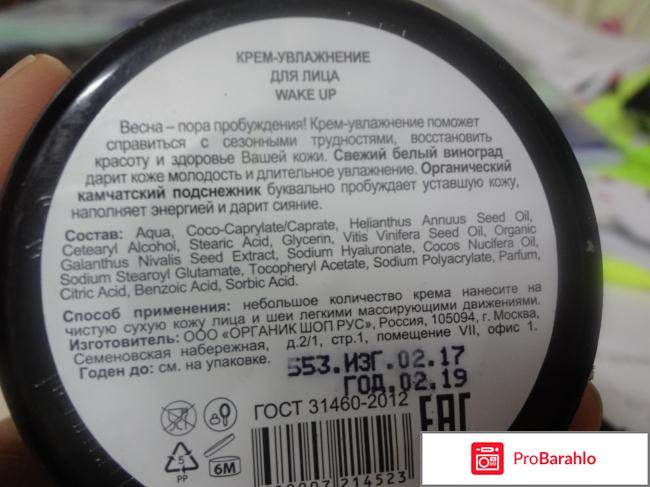 КРЕМ-УВЛАЖНЕНИЕ
ДЛЯ ЛИЦА
WAKE UP
Весна – пора пробуждения! Крем-увлажнение поможет
справиться с сезонными трудностями, восстановить
красоту и здоровье Вашей кожи. Свежий белый виноград
дарит коже молодость и длительное увлажнение. Органический
камчатский подснежник буквально пробуждает уставшую кожу,
наполняет энергией и дарит сияние.
Состав: Aqua, Coco-Caprylate/Caprate, Helianthus Annuus Seed Oil,
Cetearyl Alcohol, Stearic Acid, Glycerin, Vitis Vinifera Seed Oil, Organic
Galanthus Nivalis Seed Extract, Sodium Hyaluronate, Cocos Nucifera Oil,
Sodium Stearoyl Glutamate, Tocopheryl Acetate, Sodium Polyacrylate, Parfum,
Citric Acid, Benzoic Acid, Sorbic Acid.
Способ применения: небольшое количество крема нанесите на
чистую сухую кожу лица и шеи легкими массирующими движениями.
Изготовитель: ООО «ОРГАНИК ШОП РУС», Россия, 105094, г. Москва,
Семеновская набережная, д.2/1, стр.1, помещение VII, офис 1.
Годен до: см. на упаковке.
553.ИЗГ.02.17
ГОД.02.19
ГОСТ 31460-2012
EAC
5
PP
6M
214523
ProBarahlo